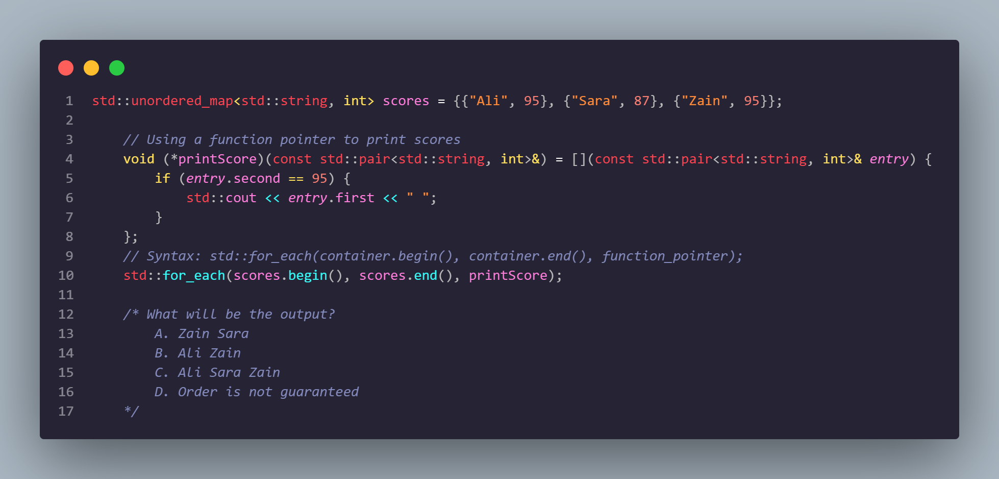 1 std::unordered_map<std::string, int> scores = {{"Ali", 95}, {"Sara", 87}, {"Zain", 95}};
2
3     // Using a function pointer to print scores
4     void (*printScore)(const std::pair<std::string, int>&) = [](const std::pair<std::string, int>& entry) {
5         if (entry.second == 95) {
6             std::cout << entry.first << " ";
7         }
8     };
9     // Syntax: std::for_each(container.begin(), container.end(), function_pointer);
10     std::for_each(scores.begin(), scores.end(), printScore);
11
12     /* What will be the output?
13         A. Zain Sara
14         B. Ali Zain
15         C. Ali Sara Zain
16         D. Order is not guaranteed
17     */